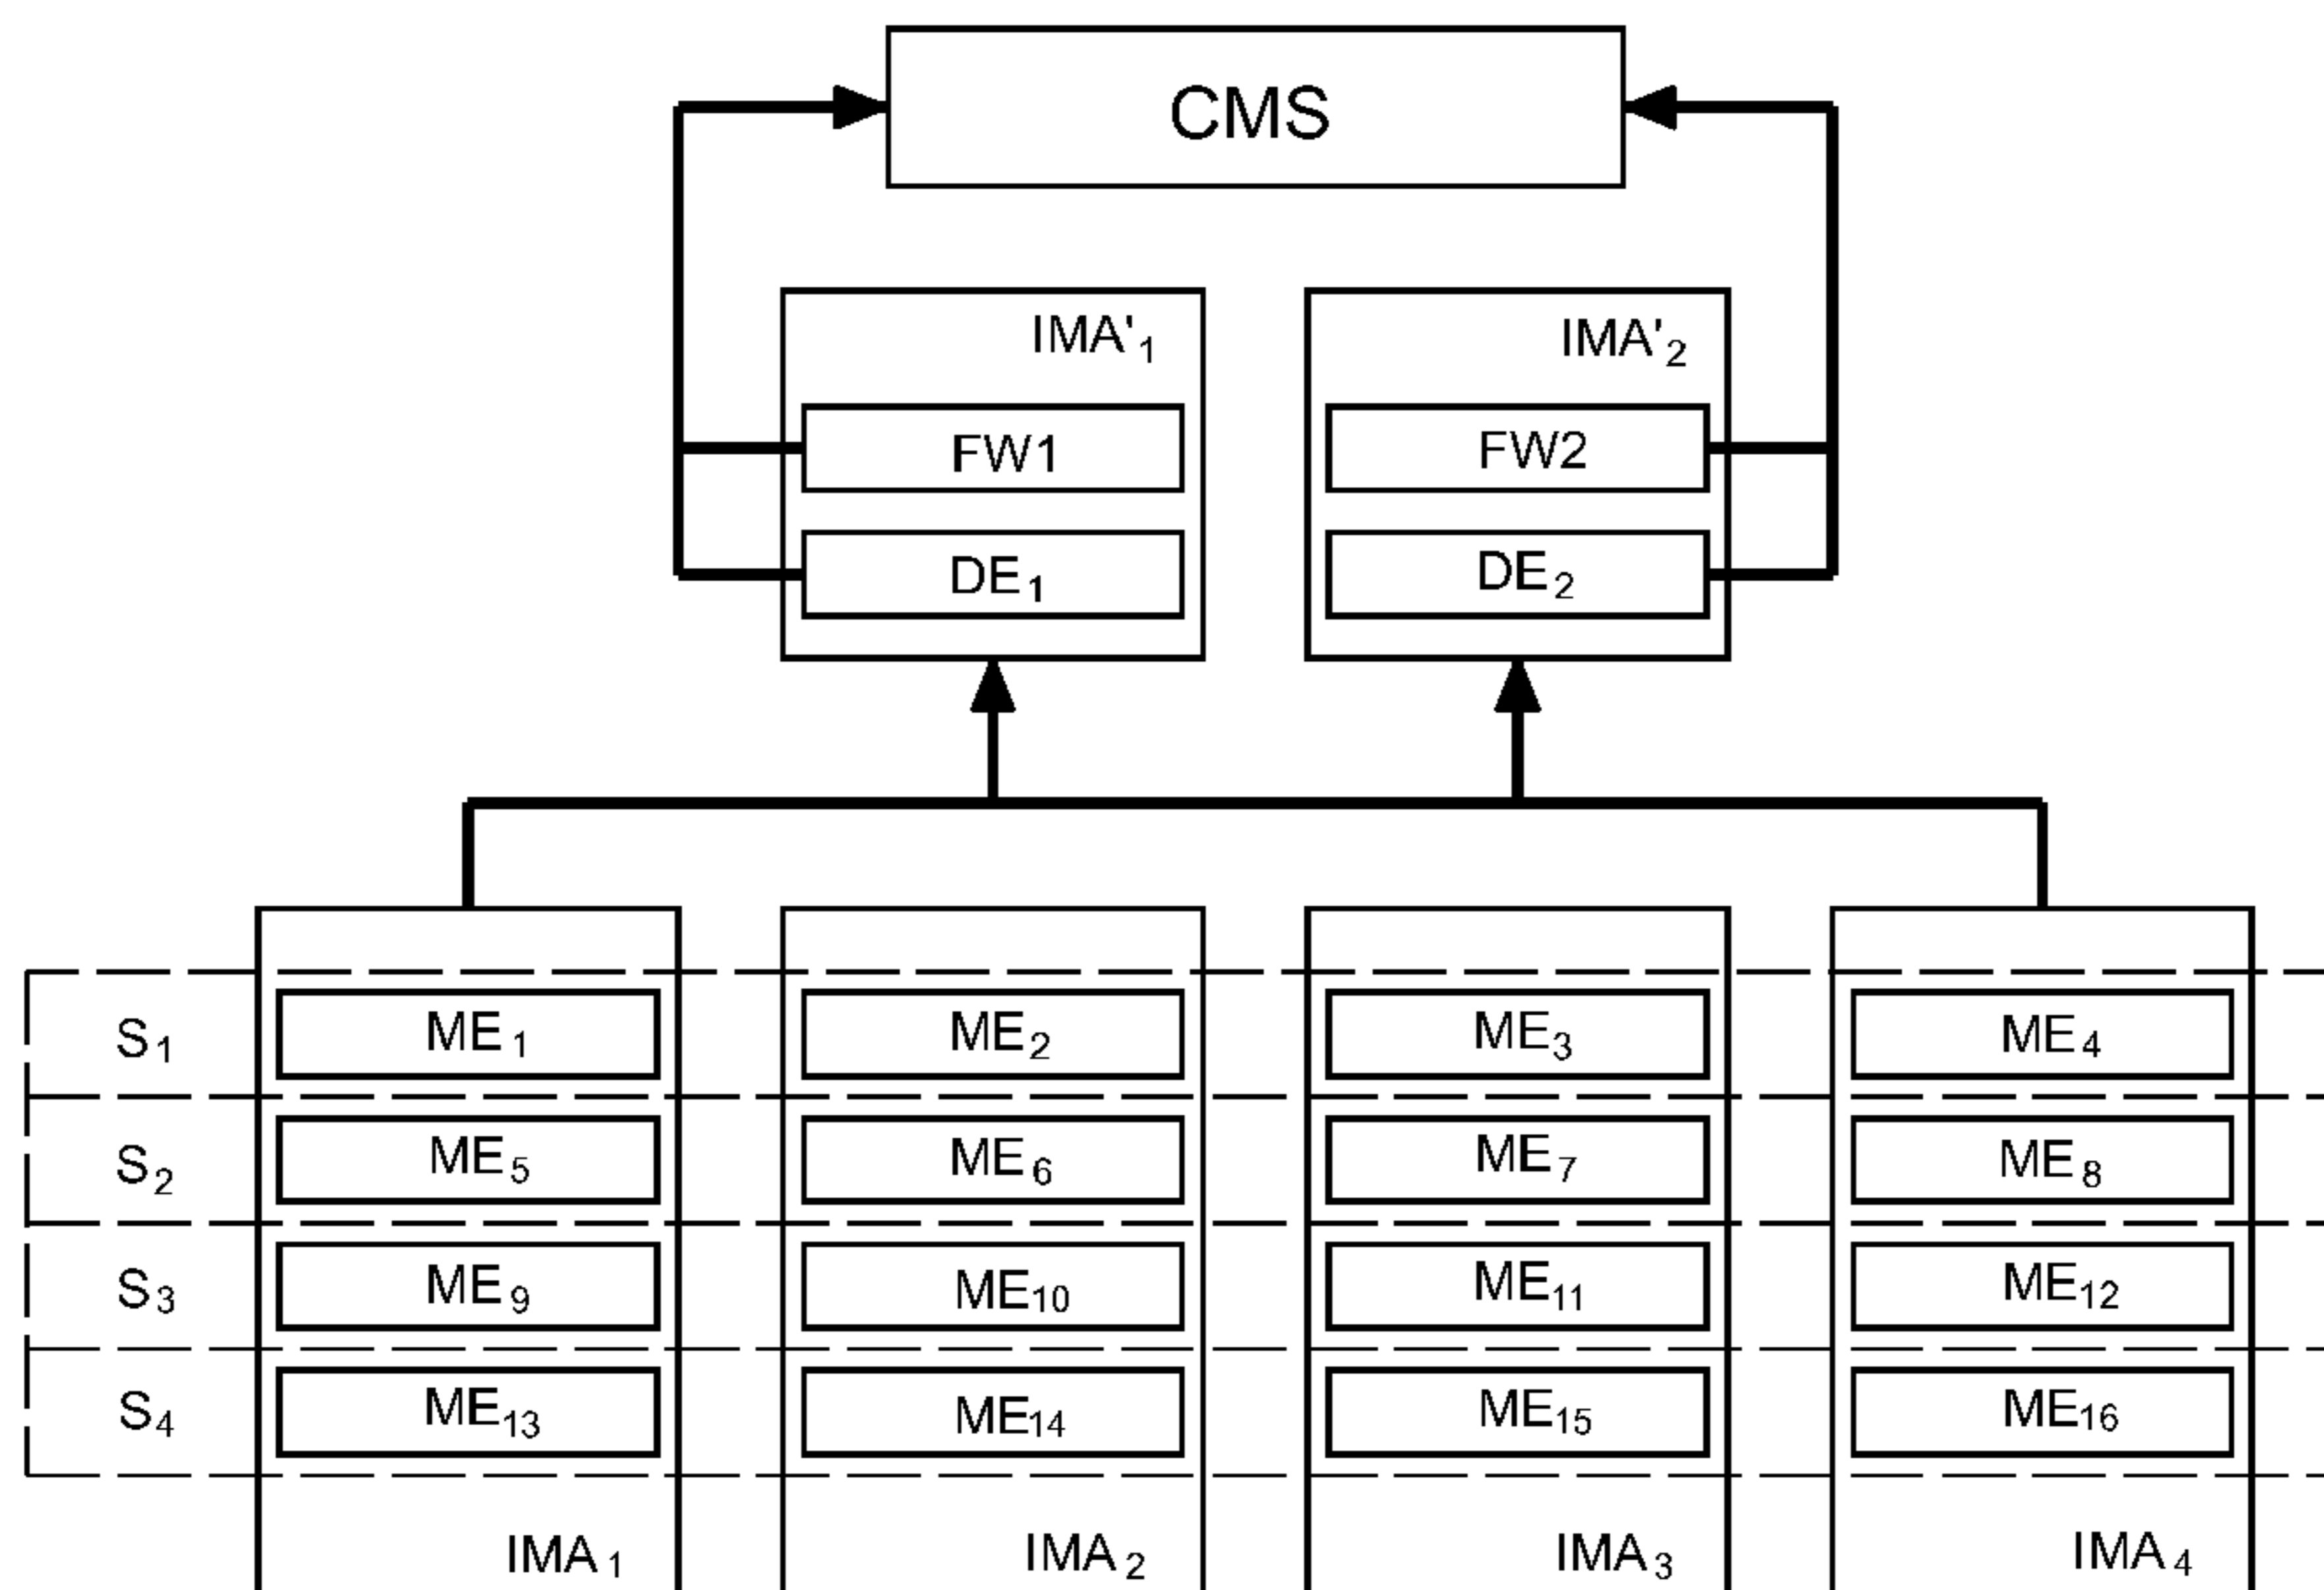 CMS
IMA'1 IMA'2
FW1 FW2
DE1 DE2
S1 ME1 ME2 ME3 ME4
S2 ME5 ME6 ME7 ME8
S3 ME9 ME10 ME11 ME12
S4 ME13 ME14 ME15 ME16
IMA1 IMA2 IMA3 IMA4